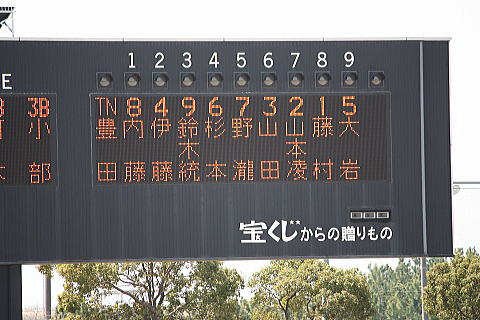 1 2 3 4 5 6 7 8 9
E
3B TN 8 4 9 6 7 3 2 1 5
小部
豊田
内藤
伊藤
鈴木統
杉本
野瀧
山田
山本凌
藤村
大岩
宝くじからの贈りもの